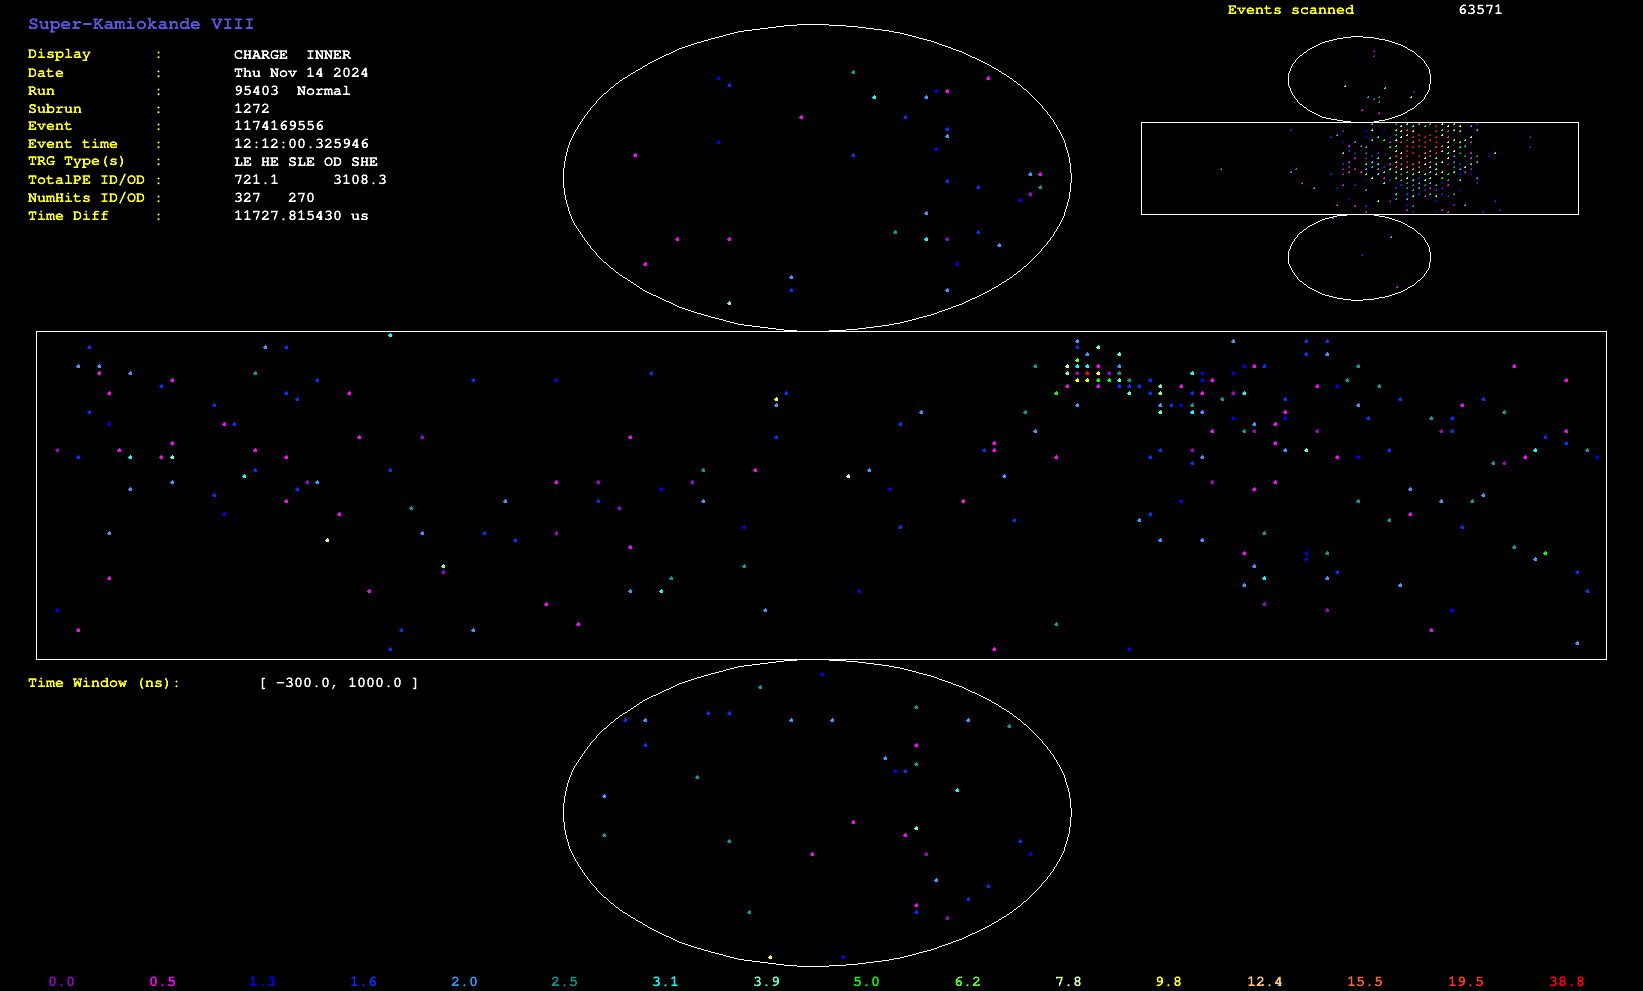 Super-Kamiokande VIII
Events scanned 63571
Display : CHARGE INNER
Date : Thu Nov 14 2024
Run : 95403 Normal
Subrun : 1272
Event : 1174169556
Event time : 12:12:00.325946
TRG Type(s) : LE HE SLE OD SHE
TotalPE ID/OD : 721.1 3108.3
NumHits ID/OD : 327 270
Time Diff : 11727.815430 us
Time Window (ns): [ -300.0, 1000.0 ]
0.0 0.5 1.3 1.6 2.0 2.5 3.1 3.9 5.0 6.2 7.8 9.8 12.4 15.5 19.5 38.8